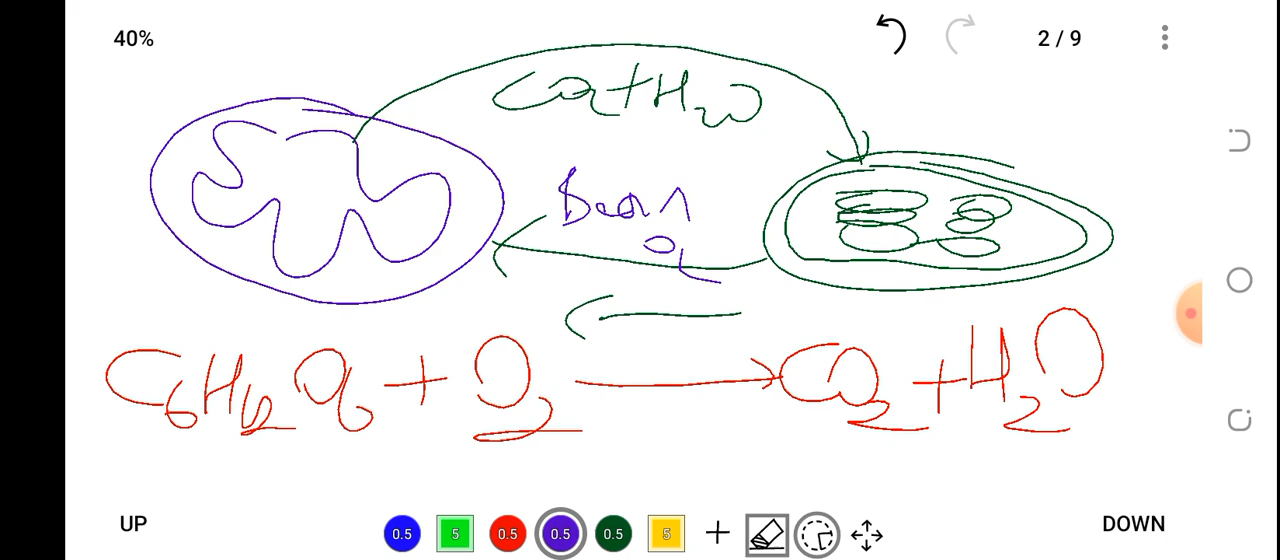 40%
2 / 9
CO2 + H2O
O2
C6H12O6 + O2 → CO2 + H2O
UP
0.5 5 0.5 0.5 0.5 5
DOWN